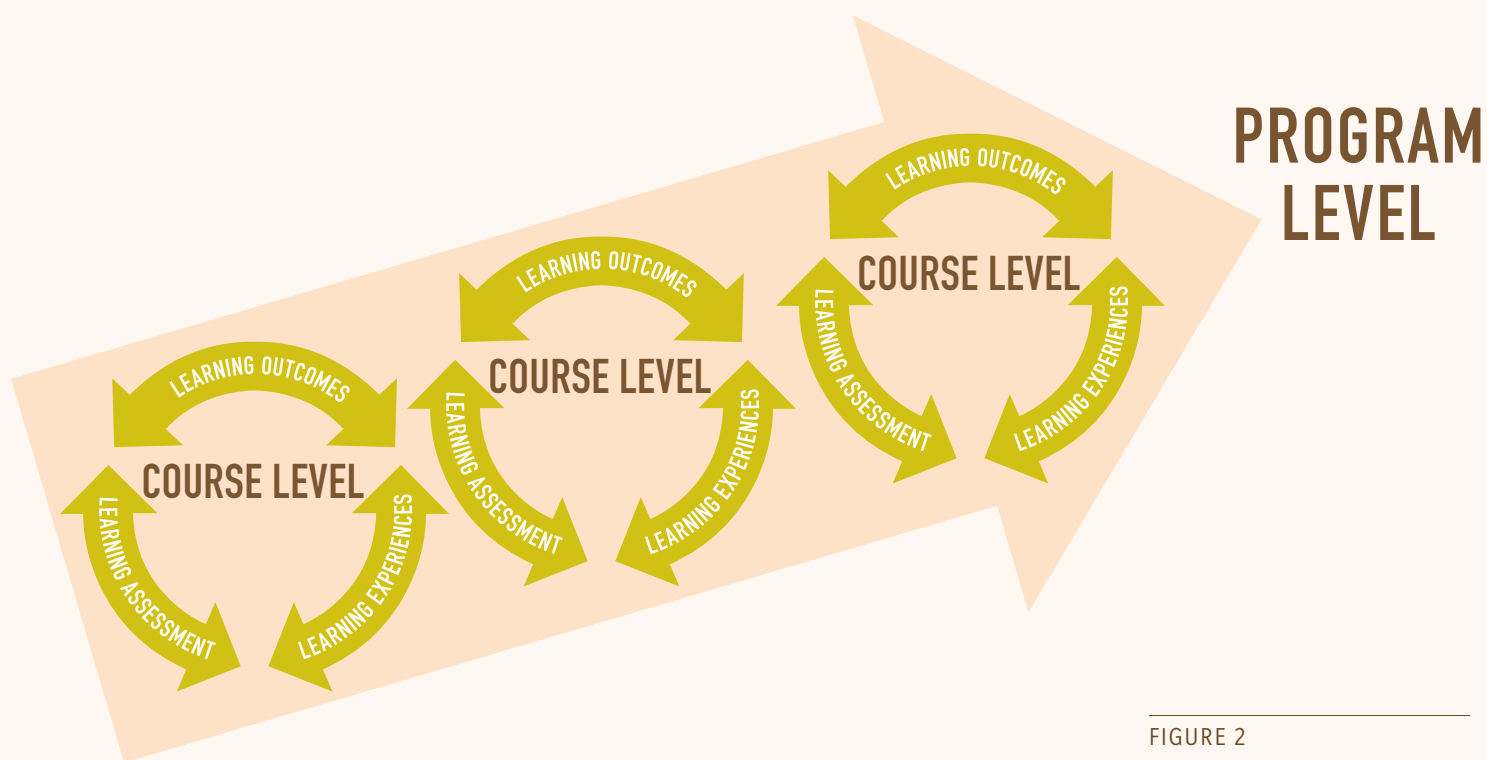 PROGRAM
LEVEL
LEARNING OUTCOMES
COURSE LEVEL
LEARNING ASSESSMENT
LEARNING EXPERIENCES
LEARNING OUTCOMES
COURSE LEVEL
LEARNING ASSESSMENT
LEARNING EXPERIENCES
LEARNING OUTCOMES
COURSE LEVEL
LEARNING ASSESSMENT
LEARNING EXPERIENCES
FIGURE 2